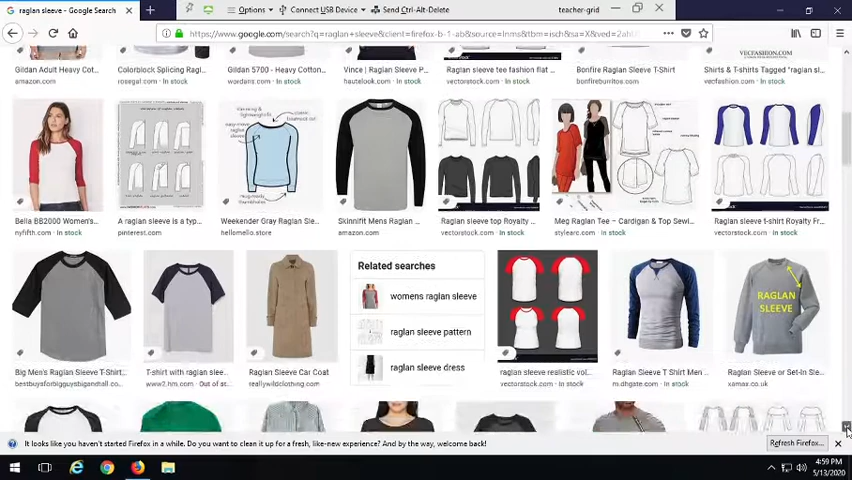 raglan sleeve - Google Search
Options
Connect USB Device
Send Ctrl-Alt-Delete
teacher-grid
https://www.google.com/search?q=raglan+sleeve&client=firefox-b-1-ab&source=lnms&tbm=isch&sa=X&ved=2ahU
VECFASHION.COM
Gildan Adult Heavy Cot...
Colorblock Splicing Ragl...
Gildan 5700 - Heavy Cotton...
Vince | Raglan Sleeve P...
Raglan sleeve tee fashion flat ...
Bonfire Raglan Sleeve T-Shirt
Shirts & T-shirts Tagged "raglan sl...
amazon.com
rosegal.com · In stock
wordans.com · In stock
hautelook.com · In stock
vectorstock.com · In stock
bonfireburritos.com
vecfashion.com · In stock
Bella BB2000 Women's...
A raglan sleeve is a typ...
Weekender Gray Raglan Sle...
Skinnifit Mens Raglan ...
Raglan sleeve top Royalty ...
Meg Raglan Tee – Cardigan & Top Sewi...
Raglan sleeve t-shirt Royalty Fr...
nyfifth.com · In stock
pinterest.com
hellomello.store
amazon.com · In stock
vectorstock.com · In stock
stylearc.com · In stock
vectorstock.com · In stock
Related searches
womens raglan sleeve
raglan sleeve pattern
raglan sleeve dress
RAGLAN
SLEEVE
Big Men's Raglan Sleeve T-Shirt...
T-shirt with raglan slee...
Raglan Sleeve Car Coat
raglan sleeve realistic vol...
Raglan Sleeve T Shirt Men ...
Raglan Sleeve or Set-in Sle...
bestbuysforbigguysbigandhall.co...
www2.hm.com · Out of st...
reallywildclothing.com
vectorstock.com · In stock
m.dhgate.com · In stock
xamax.co.uk
It looks like you haven't started Firefox in a while. Do you want to clean it up for a fresh, like-new experience? And by the way, welcome back!
Refresh Firefox...
4:59 PM
5/13/2020